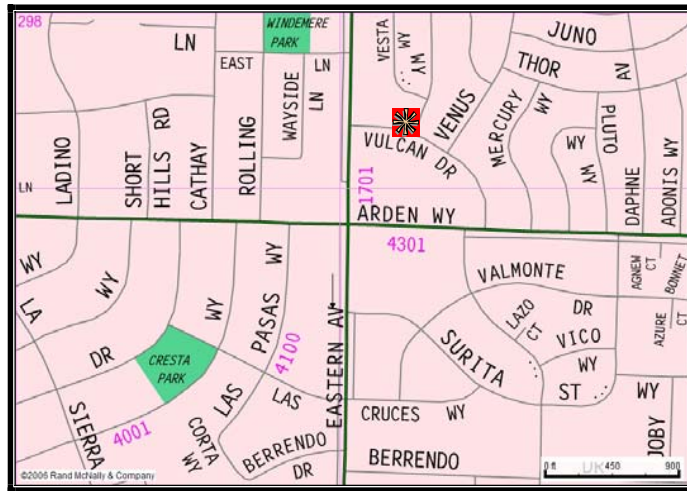 298
WINDEMERE
PARK
LN
EAST
LN
WAYSIDE
LN
ROLLING
LADINO
LN
SHORT
HILLS RD
CATHAY
VESTA
WY
WY
JUNO
THOR
AV
VENUS
MERCURY
WY
PLUTO
WY
WY
DAPHNE
ADONIS WY
VULCAN DR
1701
ARDEN WY
4301
WY
LA
WY
DR
WY
WY
PASAS
4100
CRESTA
PARK
LAS
LAS
SIERRA
4001
CORTA
WY
BERRENDO
DR
EASTERN AV
VALMONTE
DR
LAZO
CT
VICO
WY
SURITA
ST
WY
AGNEW
CT
BONNET
AZURE
CT
CRUCES WY
BERRENDO
JOBY
DR
0 ft 450 900
©2006 Rand McNally & Company